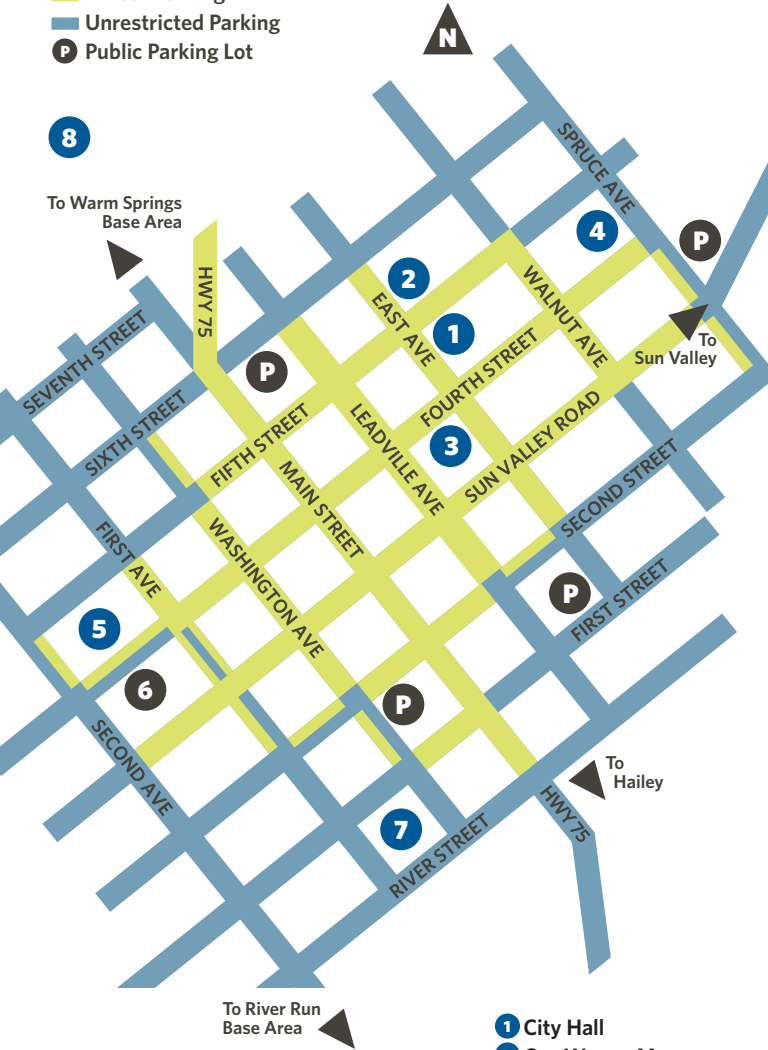 Unrestricted Parking
P Public Parking Lot
N
8
To Warm Springs
Base Area
HWY 75
SPRUCE AVE
4
P
2
EAST AVE
1
WALNUT AVE
To
Sun Valley
SEVENTH STREET
P
SIXTH STREET
FIFTH STREET
LEADVILLE AVE
FOURTH STREET
3
SUN VALLEY ROAD
MAIN STREET
SECOND STREET
FIRST AVE
WASHINGTON AVE
P
FIRST STREET
5
6
P
SECOND AVE
To
Hailey
HWY 75
7
RIVER STREET
To River Run
Base Area
1 City Hall